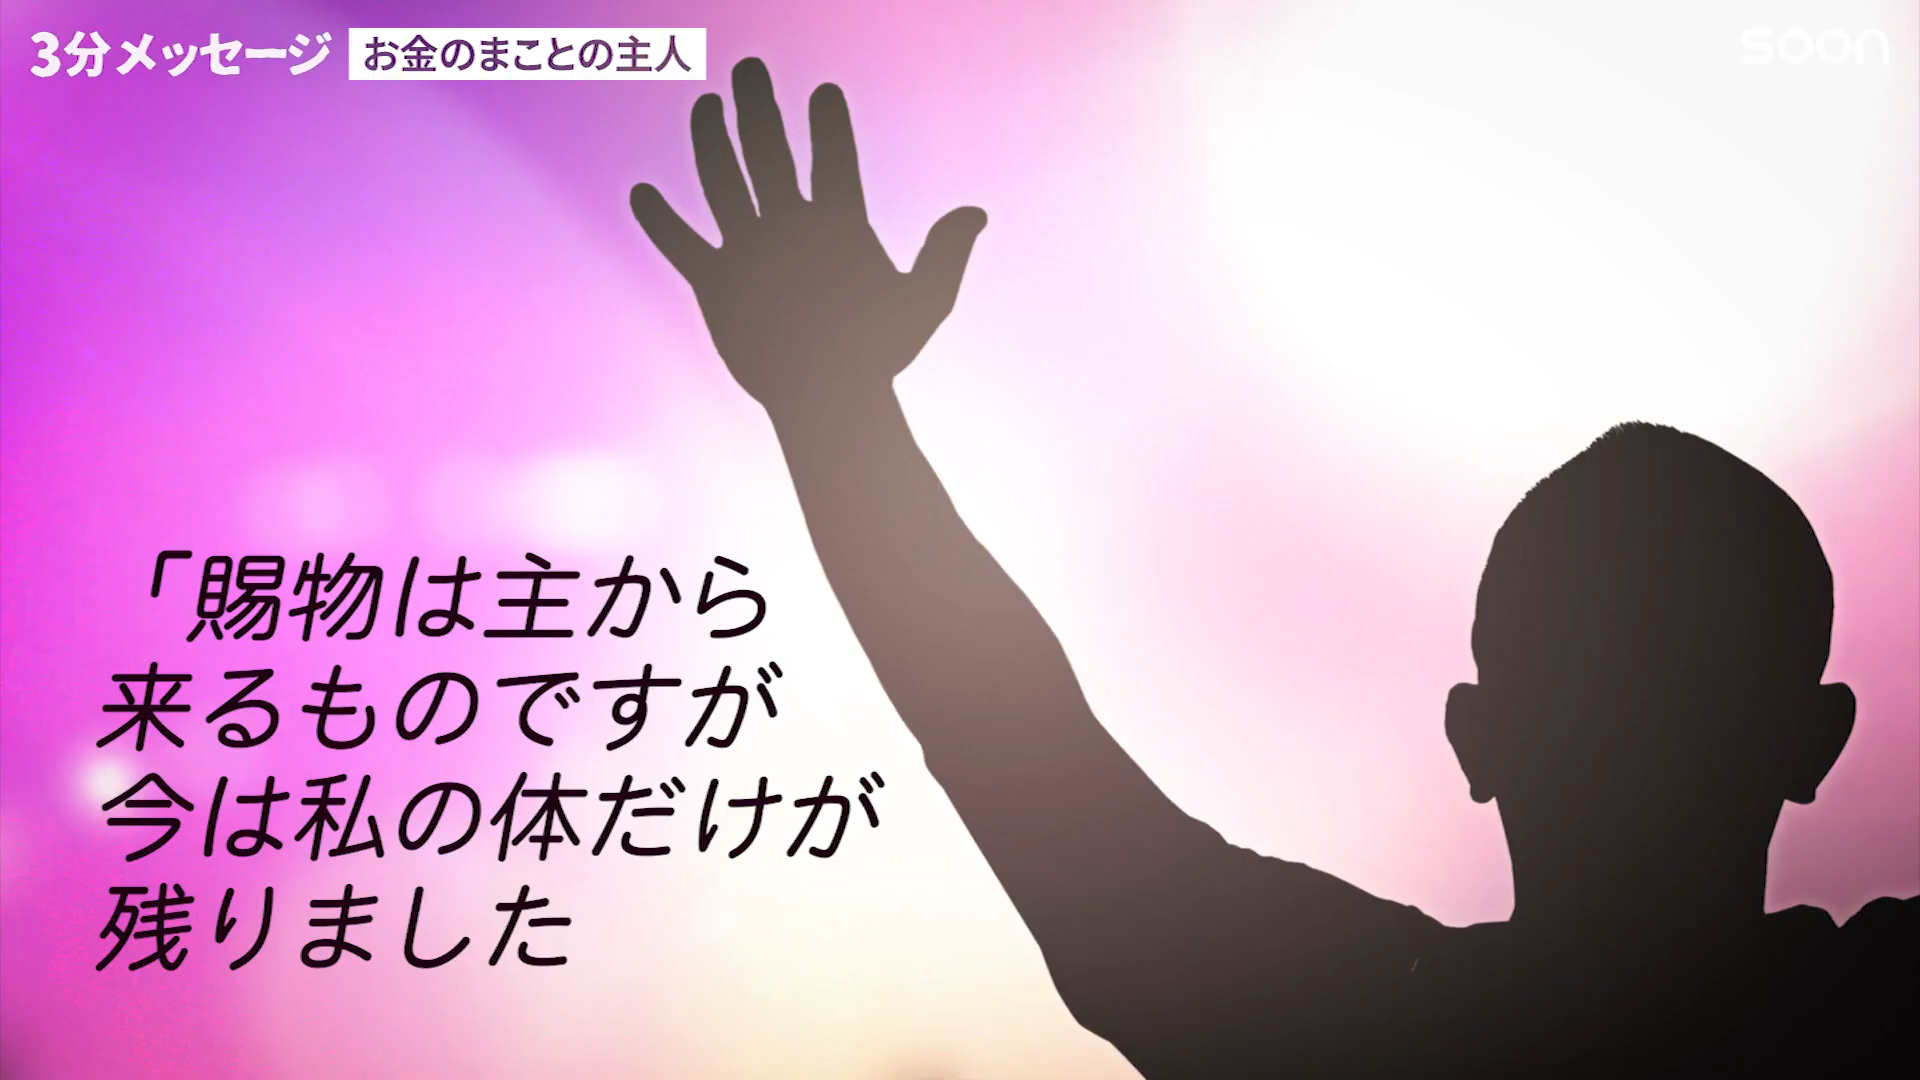 3分メッセージ お金のまことの主人
soon
「賜物は主から
来るものですが
今は私の体だけが
残りました